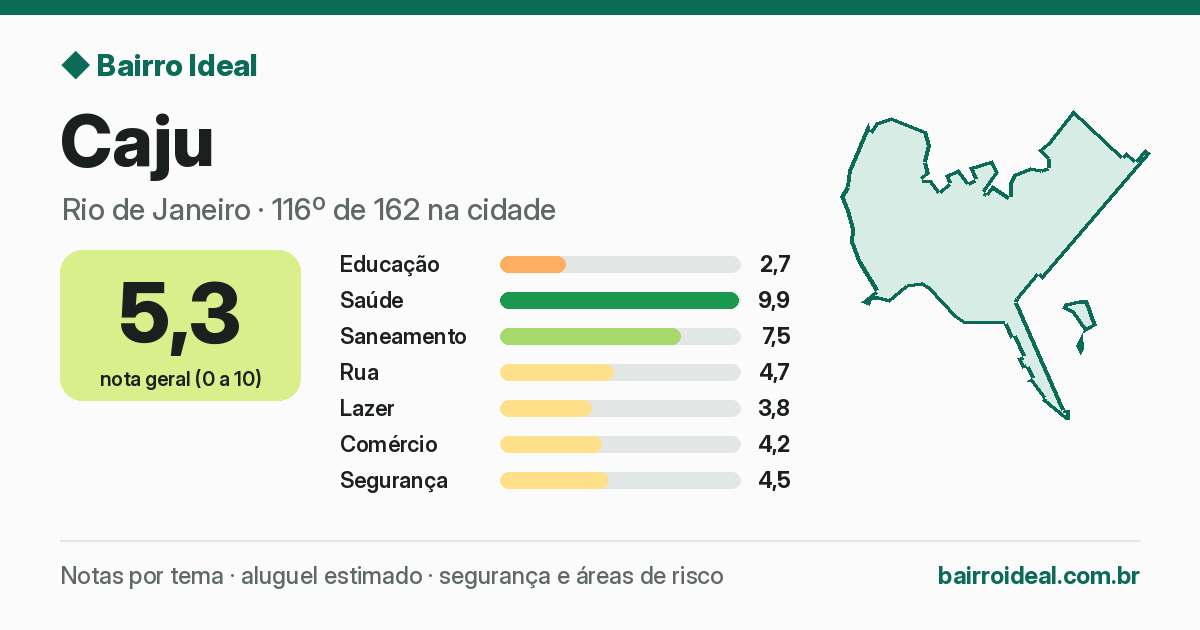 Bairro Ideal
Caju
Rio de Janeiro · 116º de 162 na cidade
5,3
nota geral (0 a 10)
Educação 2,7
Saúde 9,9
Saneamento 7,5
Rua 4,7
Lazer 3,8
Comércio 4,2
Segurança 4,5
Notas por tema · aluguel estimado · segurança e áreas de risco
bairroideal.com.br